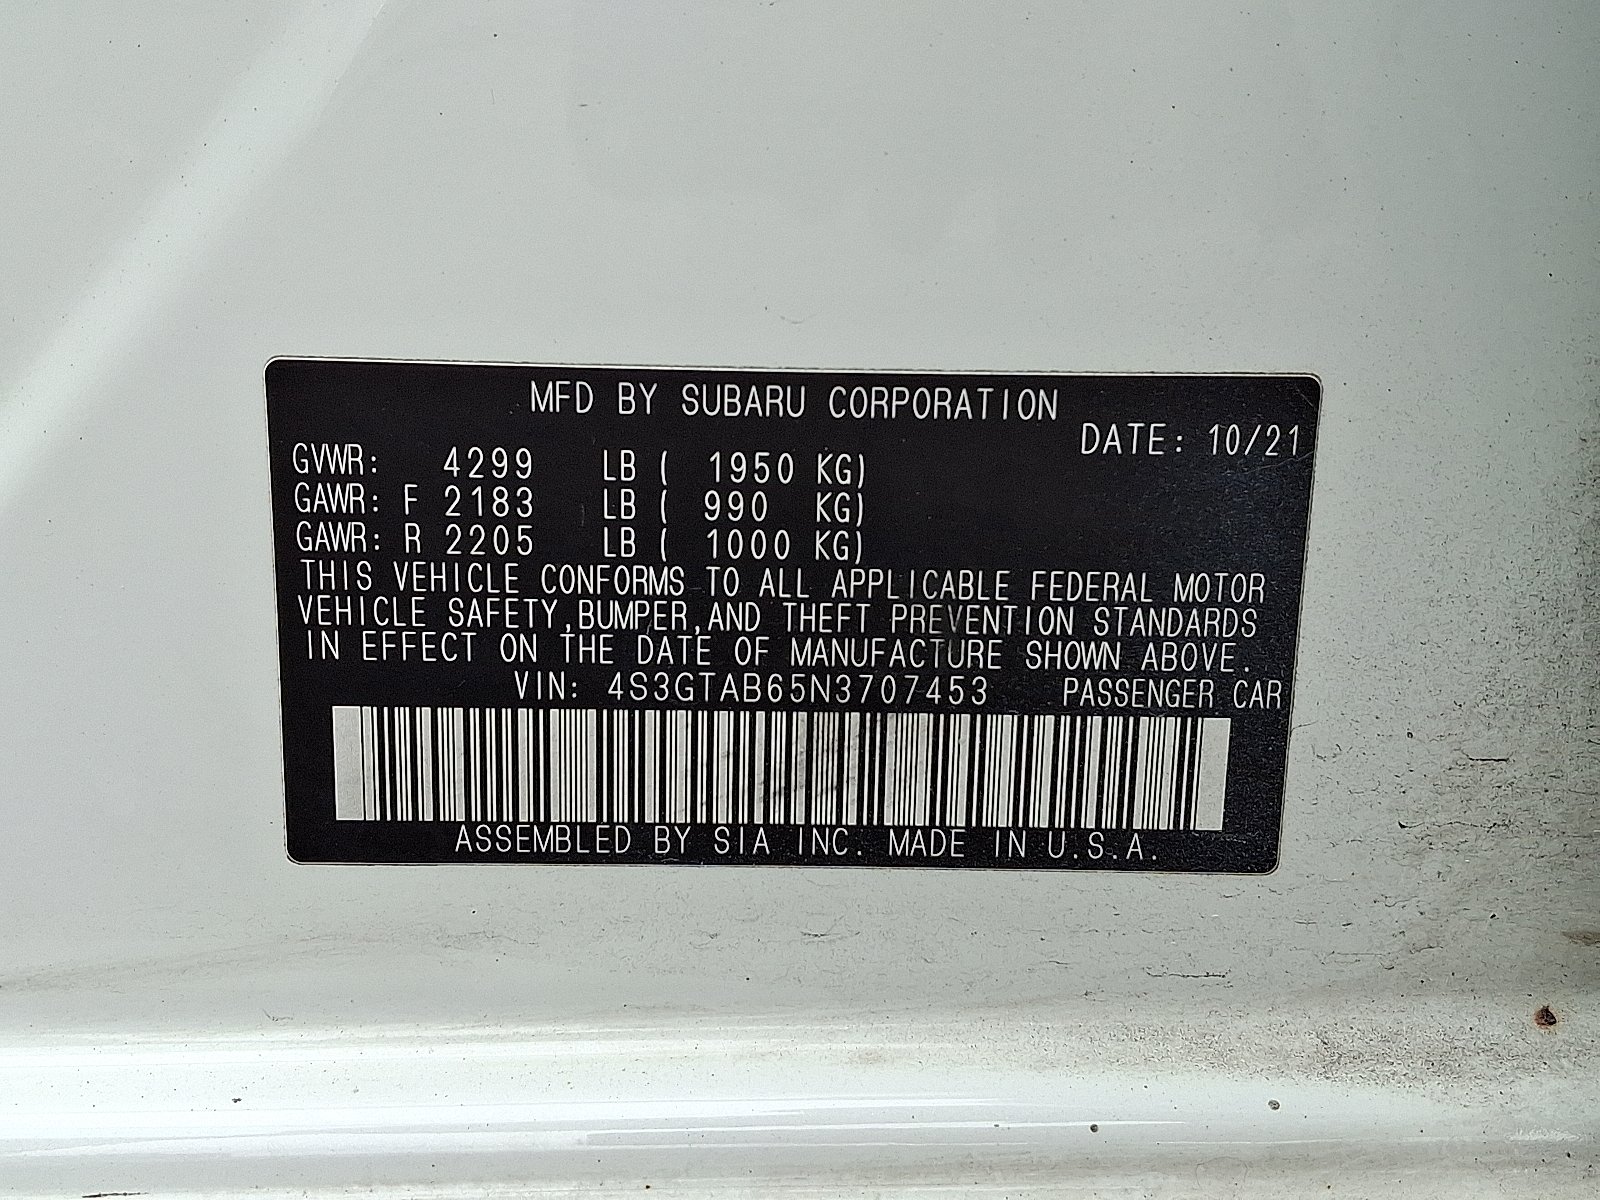 MFD BY SUBARU CORPORATION
DATE: 10/21
GVWR: 4299 LB ( 1950 KG)
GAWR: F 2183 LB ( 990 KG)
GAWR: R 2205 LB ( 1000 KG)
THIS VEHICLE CONFORMS TO ALL APPLICABLE FEDERAL MOTOR
VEHICLE SAFETY,BUMPER,AND THEFT PREVENTION STANDARDS
IN EFFECT ON THE DATE OF MANUFACTURE SHOWN ABOVE.
VIN: 4S3GTAB65N3707453 PASSENGER CAR
ASSEMBLED BY SIA INC. MADE IN U.S.A.